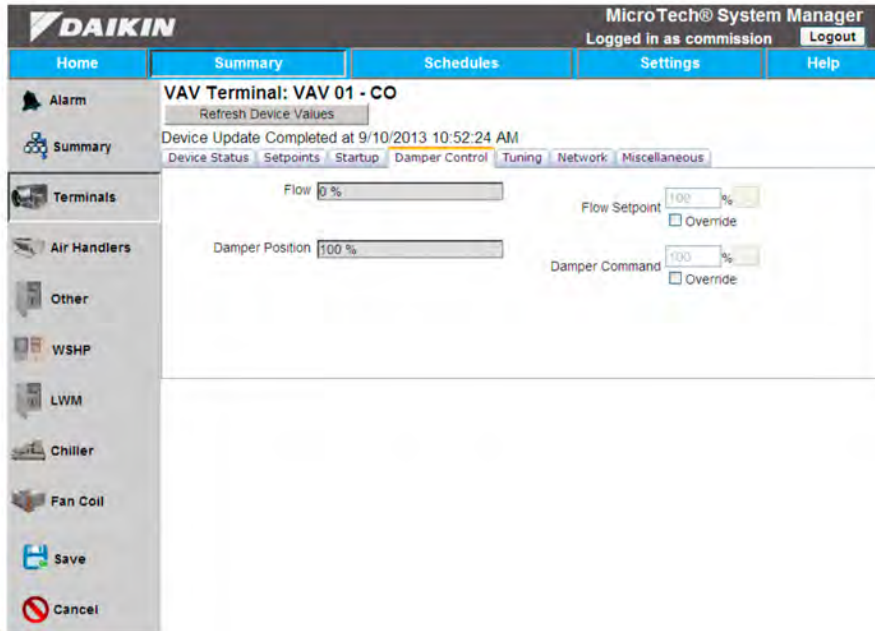 DAIKIN
MicroTech® System Manager
Logged in as commission Logout
Home Summary Schedules Settings Help
Alarm
Summary
Terminals
Air Handlers
Other
WSHP
LWM
Chiller
Fan Coil
Save
Cancel
VAV Terminal: VAV 01 - CO
Refresh Device Values
Device Update Completed at 9/10/2013 10:52:24 AM
Device Status Setpoints Startup Damper Control Tuning Network Miscellaneous
Flow 0 %
Flow Setpoint 100 %
Override
Damper Position 100 %
Damper Command 100 %
Override